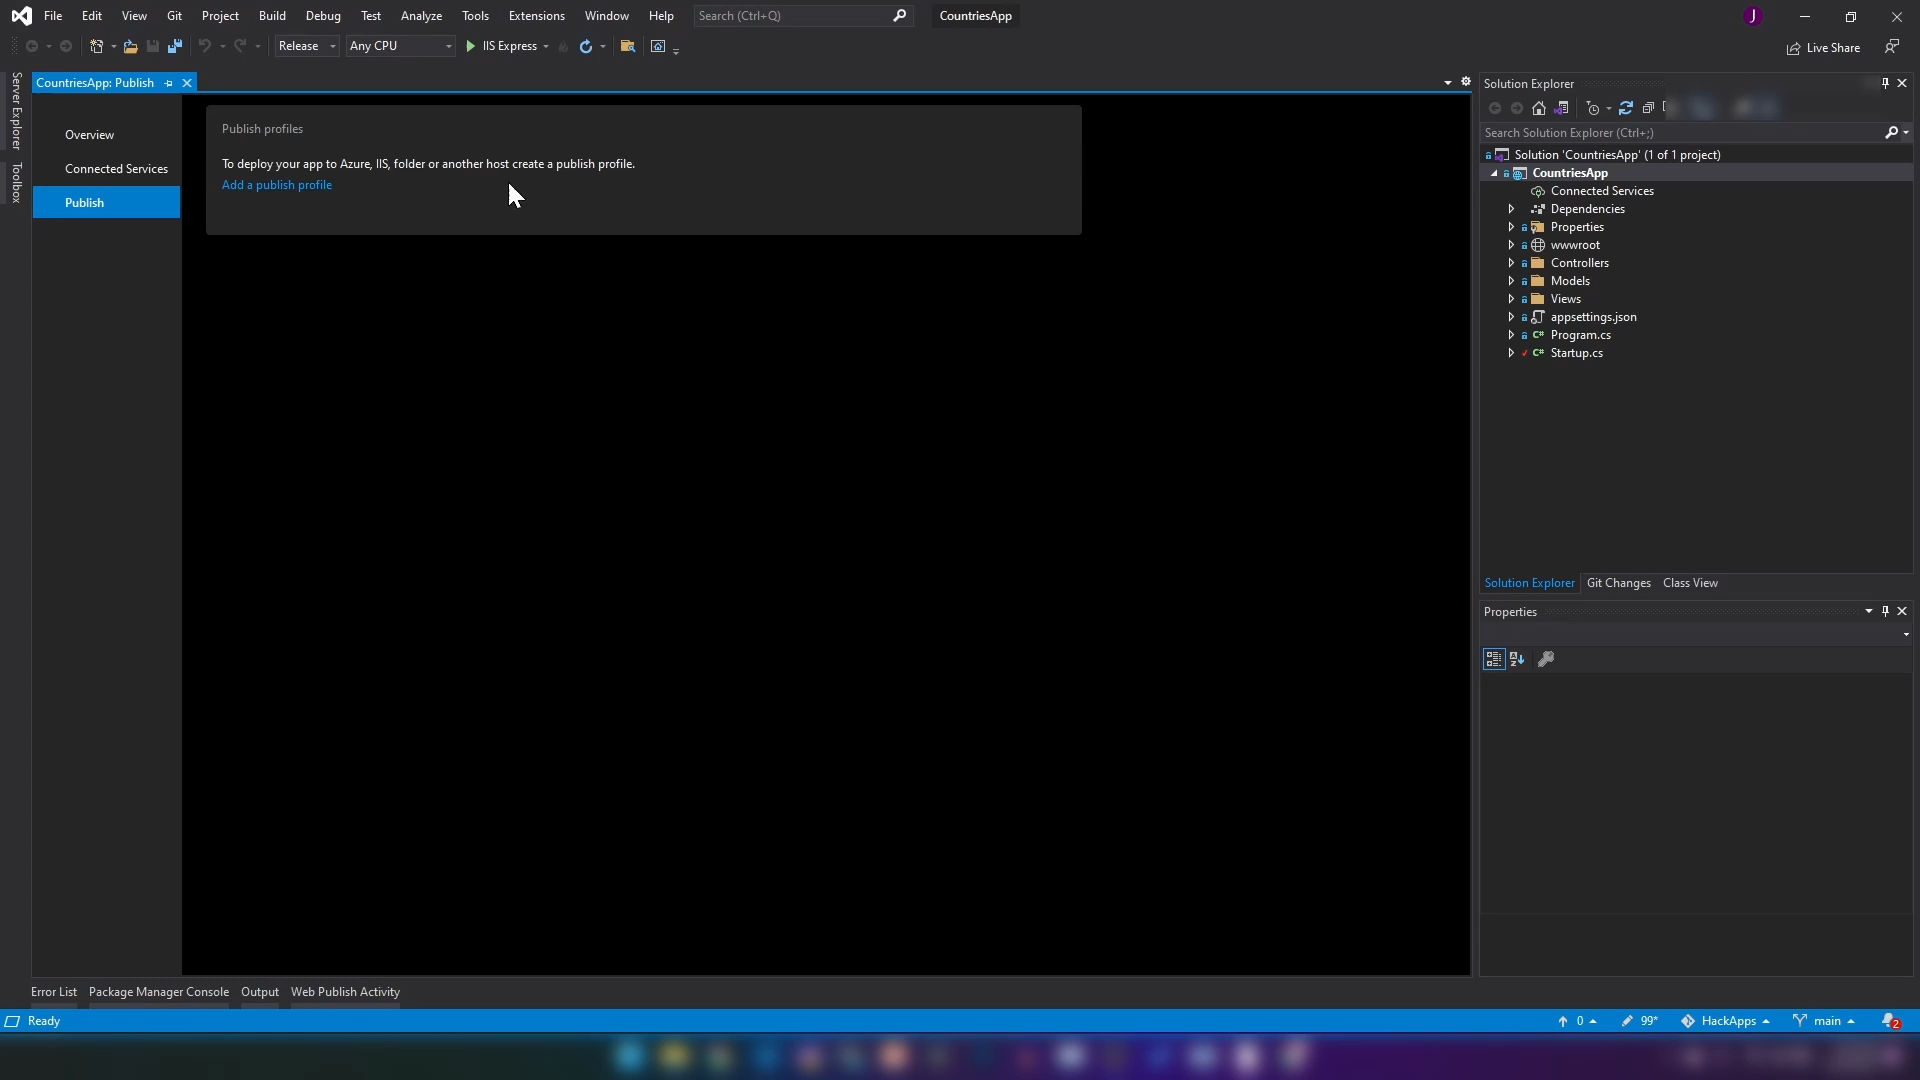 File Edit View Git Project Build Debug Test Analyze Tools Extensions Window Help Search (Ctrl+Q) CountriesApp J
Release Any CPU IIS Express Live Share
Server Explorer
Toolbox
CountriesApp: Publish
Overview
Connected Services
Publish
Publish profiles
To deploy your app to Azure, IIS, folder or another host create a publish profile.
Add a publish profile
Solution Explorer
Search Solution Explorer (Ctrl+;)
Solution 'CountriesApp' (1 of 1 project)
CountriesApp
Connected Services
Dependencies
Properties
wwwroot
Controllers
Models
Views
appsettings.json
C# Program.cs
C# Startup.cs
Solution Explorer Git Changes Class View
Properties
Error List Package Manager Console Output Web Publish Activity
Ready 0 99* HackApps main 2